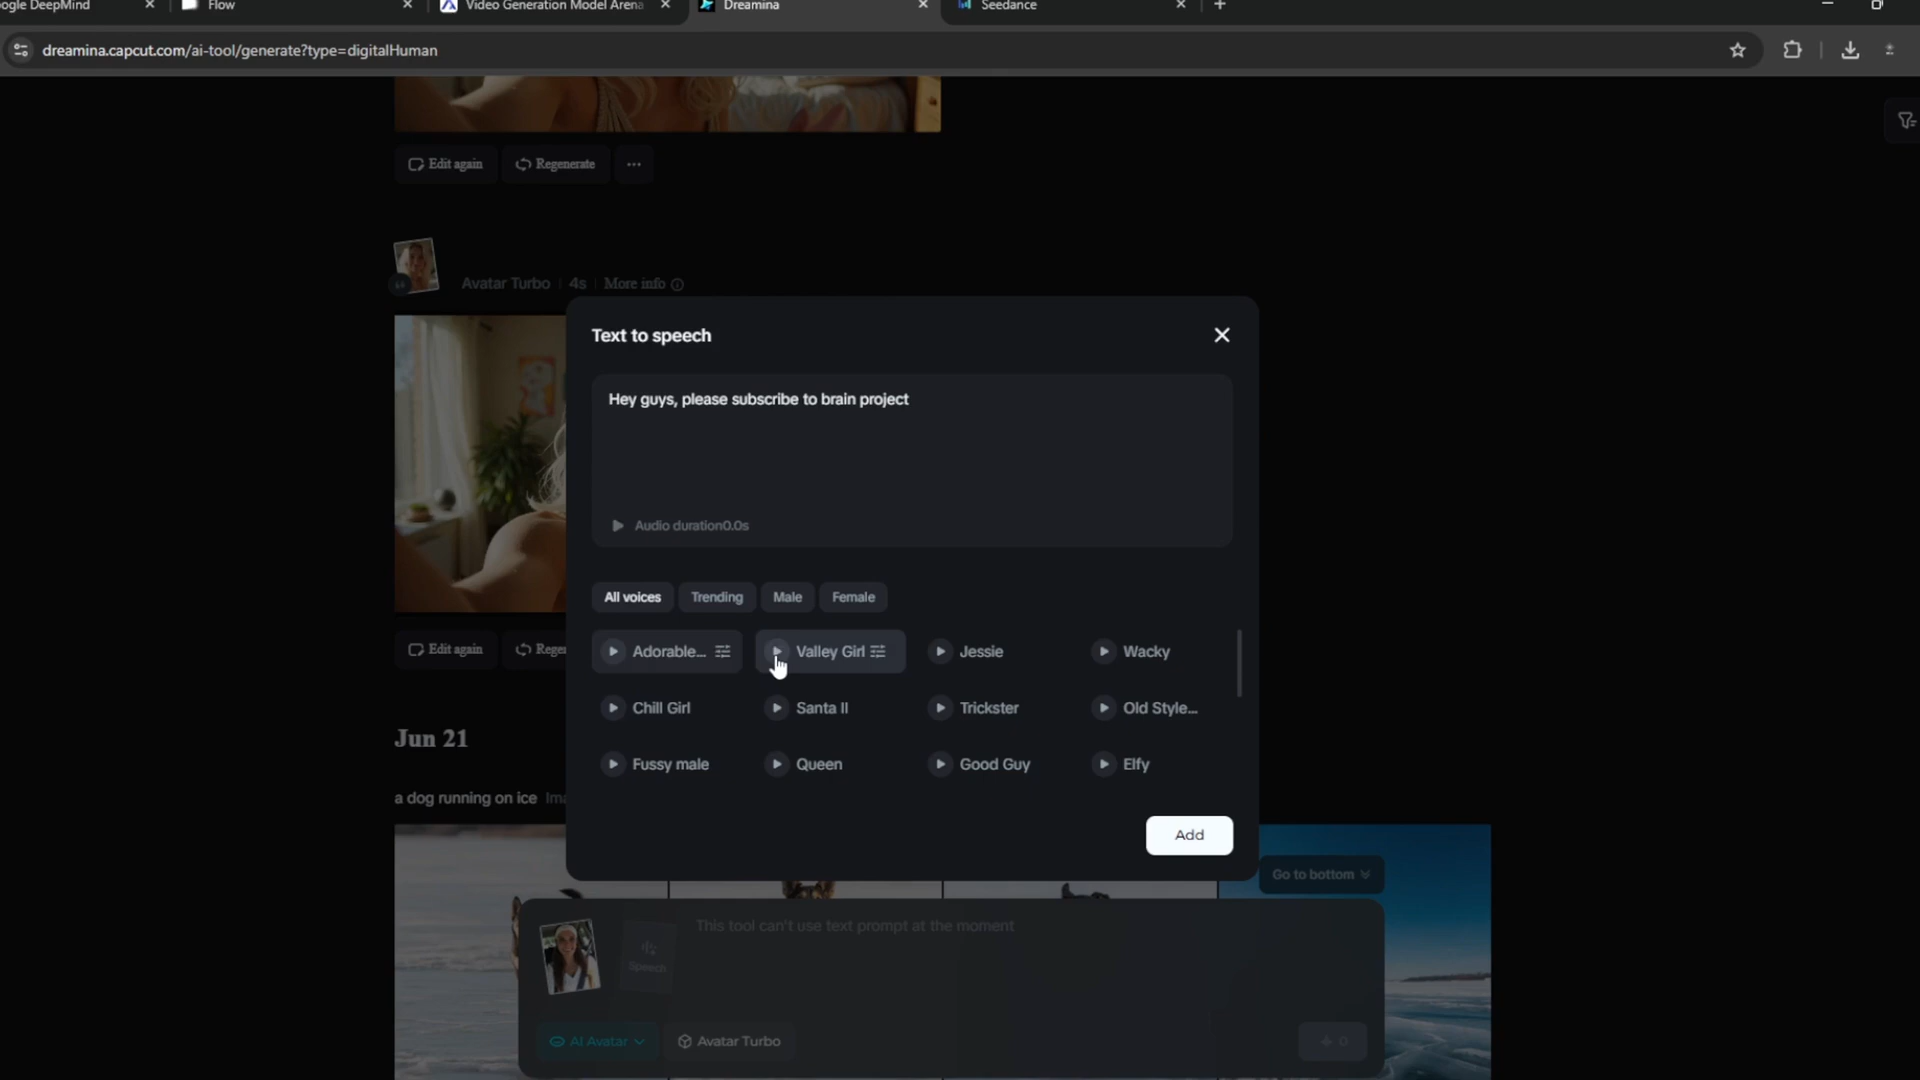 ogle DeepMind
Flow
Video Generation Model Arena
Dreamina
Seedance
dreamina.capcut.com/ai-tool/generate?type=digitalHuman
Edit again
Regenerate
Avatar Turbo
4s
More info
Text to speech
Hey guys, please subscribe to brain project
Audio duration0.0s
All voices
Trending
Male
Female
Edit again
Rege
Adorable...
Valley Girl
Jessie
Wacky
Chill Girl
Santa II
Trickster
Old Style...
Jun 21
Fussy male
Queen
Good Guy
Elfy
a dog running on ice
Add
Go to bottom
This tool can't use text prompt at the moment
Speech
AI Avatar
Avatar Turbo
0